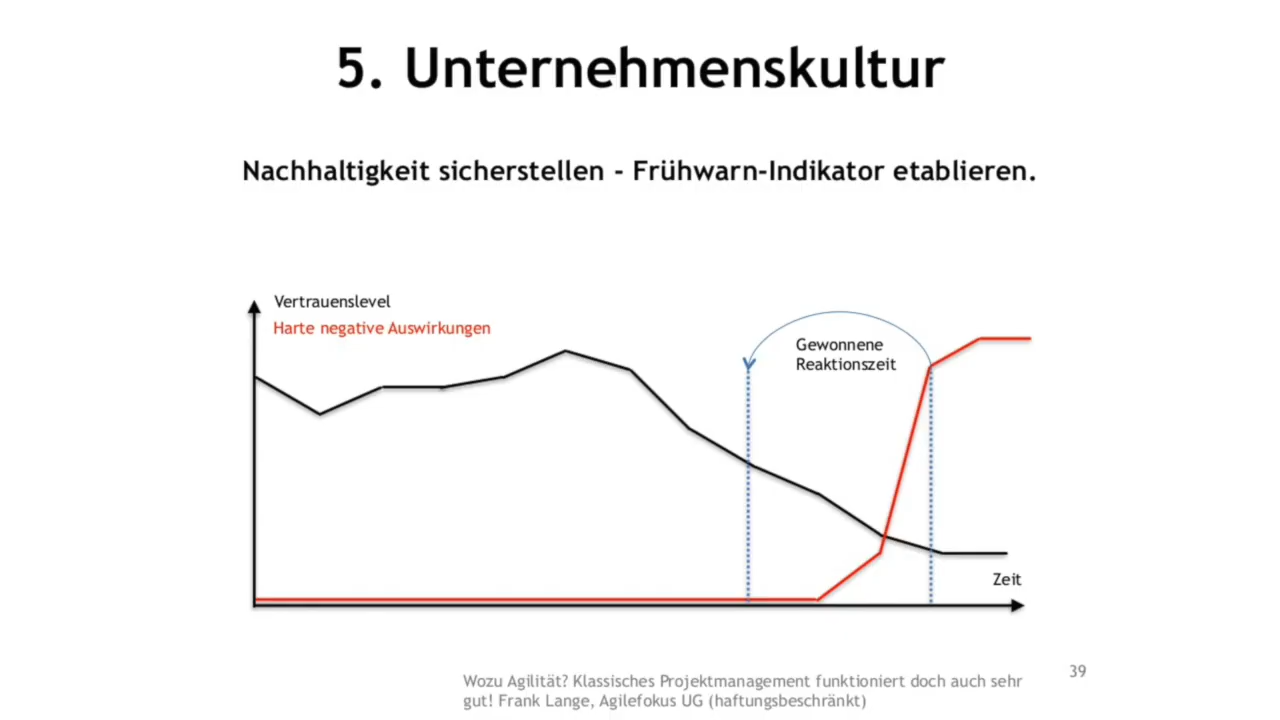 5. Unternehmenskultur
Nachhaltigkeit sicherstellen - Frühwarn-Indikator etablieren.
Vertrauenslevel
Harte negative Auswirkungen
Gewonnene
Reaktionszeit
Zeit
39
Wozu Agilität? Klassisches Projektmanagement funktioniert doch auch sehr
gut! Frank Lange, Agilefokus UG (haftungsbeschränkt)